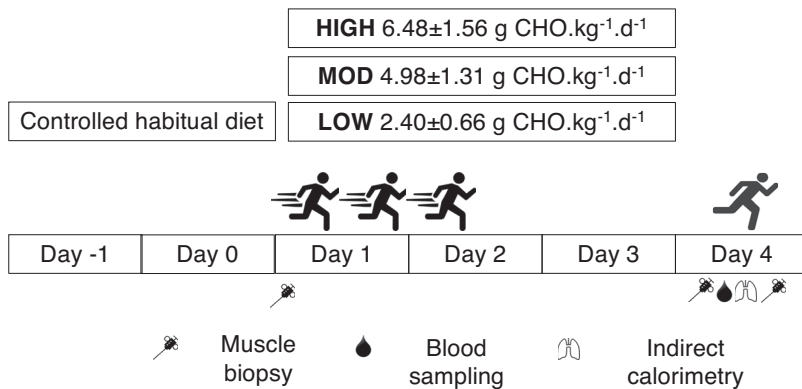 HIGH 6.48±1.56 g CHO.kg⁻¹.d⁻¹
MOD 4.98±1.31 g CHO.kg⁻¹.d⁻¹
Controlled habitual diet
LOW 2.40±0.66 g CHO.kg⁻¹.d⁻¹
Day -1 Day 0 Day 1 Day 2 Day 3 Day 4
Muscle Blood Indirect
biopsy sampling calorimetry